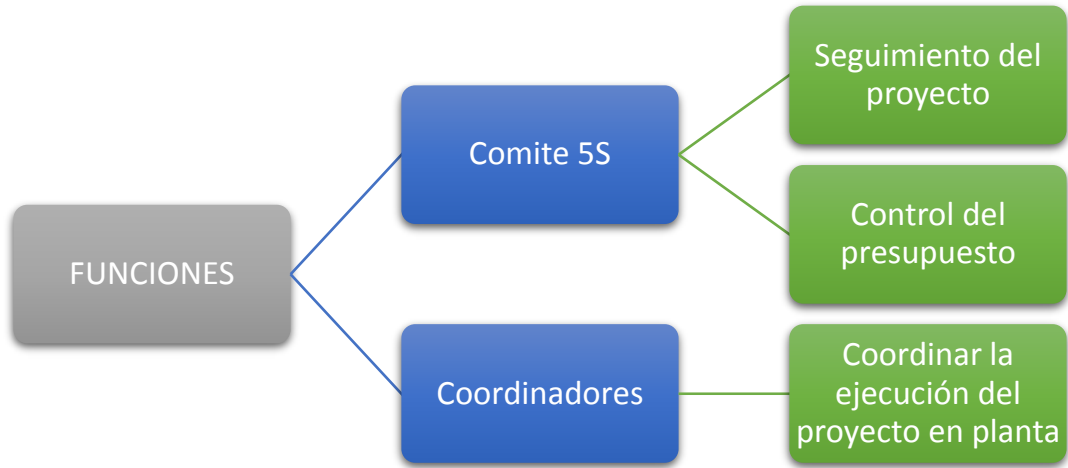 FUNCIONES
Comite 5S
Seguimiento del
proyecto
Control del
presupuesto
Coordinadores
Coordinar la
ejecución del
proyecto en planta